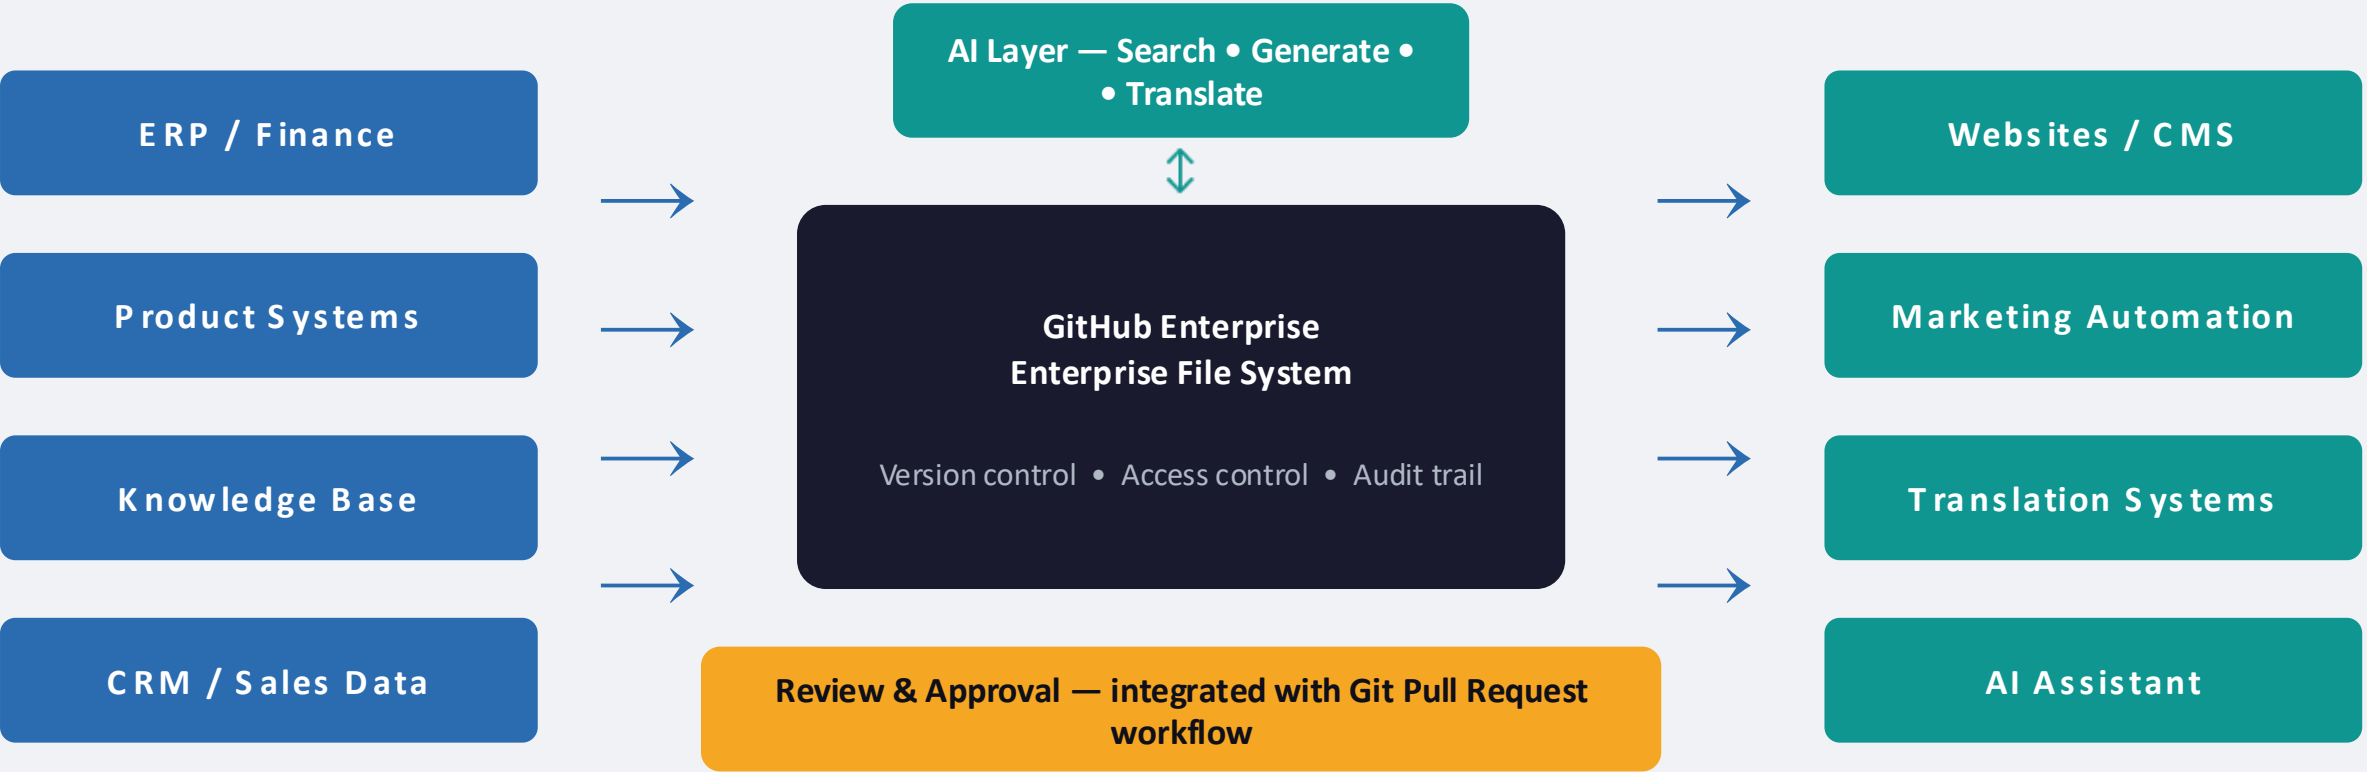 ERP / Finance
Product Systems
Knowledge Base
CRM / Sales Data
AI Layer — Search • Generate •
• Translate
GitHub Enterprise
Enterprise File System
Version control • Access control • Audit trail
Review & Approval — integrated with Git Pull Request
workflow
Websites / CMS
Marketing Automation
Translation Systems
AI Assistant